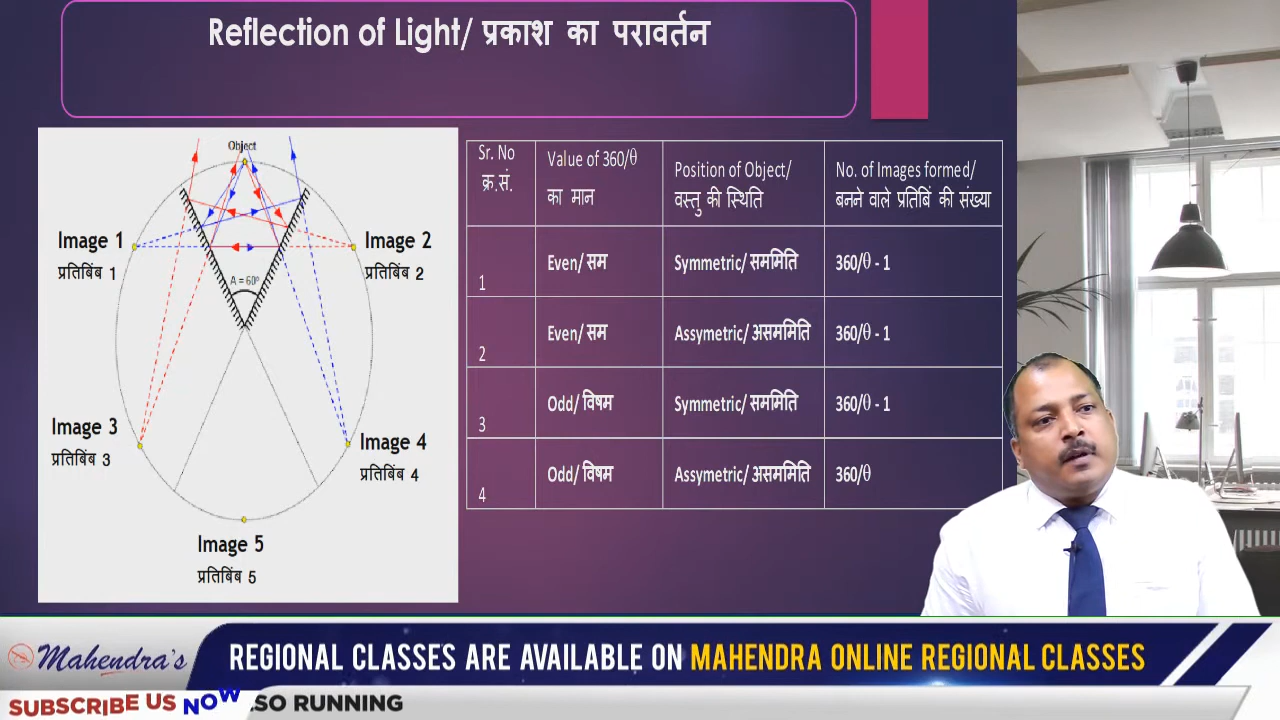 Reflection of Light/ प्रकाश का परावर्तन
Object
Image 1
प्रतिबिंब 1
Image 2
प्रतिबिंब 2
A = 60°
Image 3
प्रतिबिंब 3
Image 4
प्रतिबिंब 4
Image 5
प्रतिबिंब 5
Sr. No
क्र.सं.
Value of 360/θ
का मान
Position of Object/
वस्तु की स्थिति
No. of Images formed/
बनने वाले प्रतिबिं की संख्या
1
Even/ सम
Symmetric/ सममिति
360/θ - 1
2
Even/ सम
Assymetric/ असममिति
360/θ - 1
3
Odd/ विषम
Symmetric/ सममिति
360/θ - 1
4
Odd/ विषम
Assymetric/ असममिति
360/θ
Mahendra's
REGIONAL CLASSES ARE AVAILABLE ON MAHENDRA ONLINE REGIONAL CLASSES
SUBSCRIBE US NOW
SO RUNNING